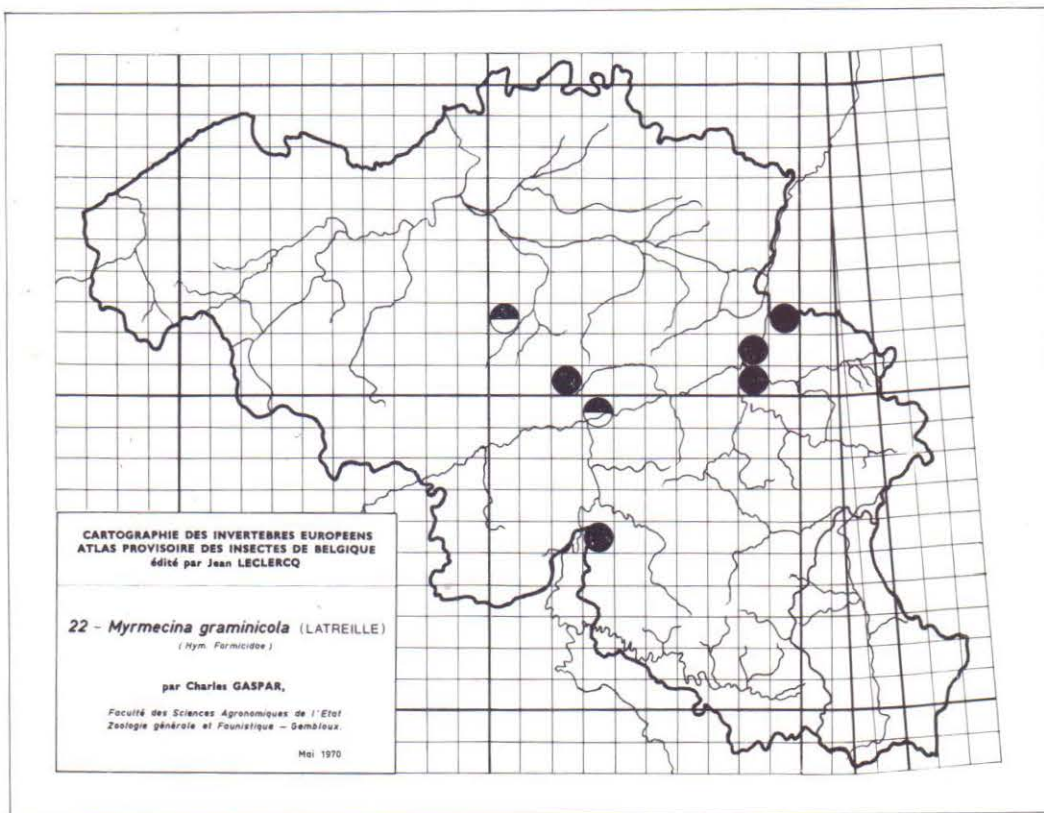 CARTOGRAPHIE DES INVERTEBRES EUROPEENS
ATLAS PROVISOIRE DES INSECTES DE BELGIQUE
édité par Jean LECLERCQ
22 - Myrmecina graminicola (LATREILLE)
(Hym. Formicidae)
par Charles GASPAR,
Faculté des Sciences Agronomiques de l'Etat
Zoologie générale et Faunistique - Gembloux.
Mai 1970